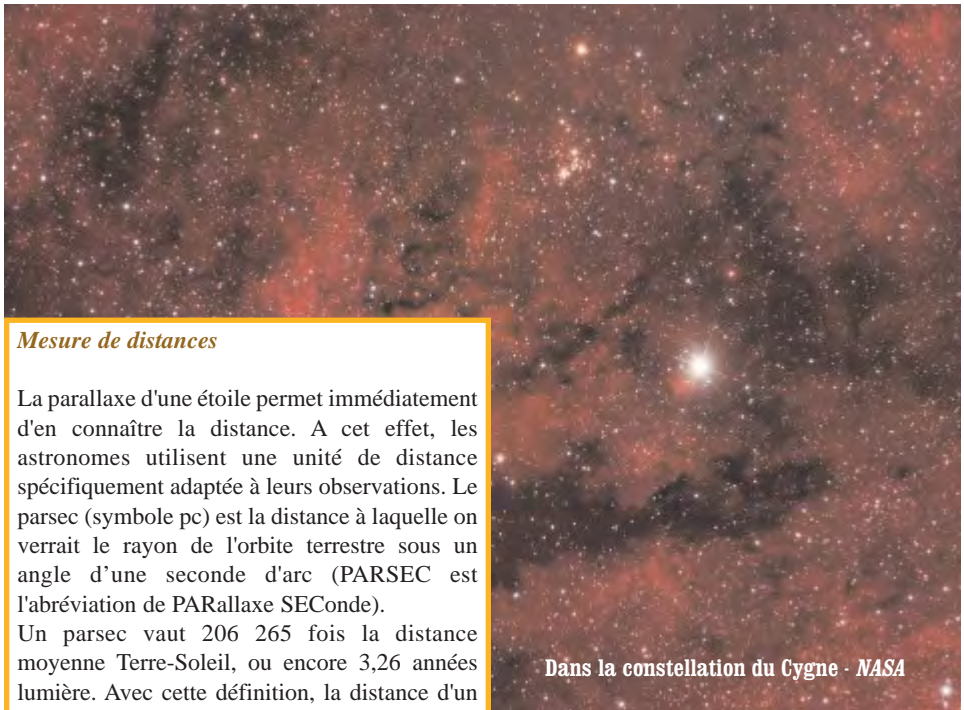 Mesure de distances
La parallaxe d'une étoile permet immédiatement
d'en connaître la distance. A cet effet, les
astronomes utilisent une unité de distance
spécifiquement adaptée à leurs observations. Le
parsec (symbole pc) est la distance à laquelle on
verrait le rayon de l'orbite terrestre sous un
angle d’une seconde d'arc (PARSEC est
l'abréviation de PARallaxe SEConde).
Un parsec vaut 206 265 fois la distance
moyenne Terre-Soleil, ou encore 3,26 années
lumière. Avec cette définition, la distance d'un
Dans la constellation du Cygne - NASA